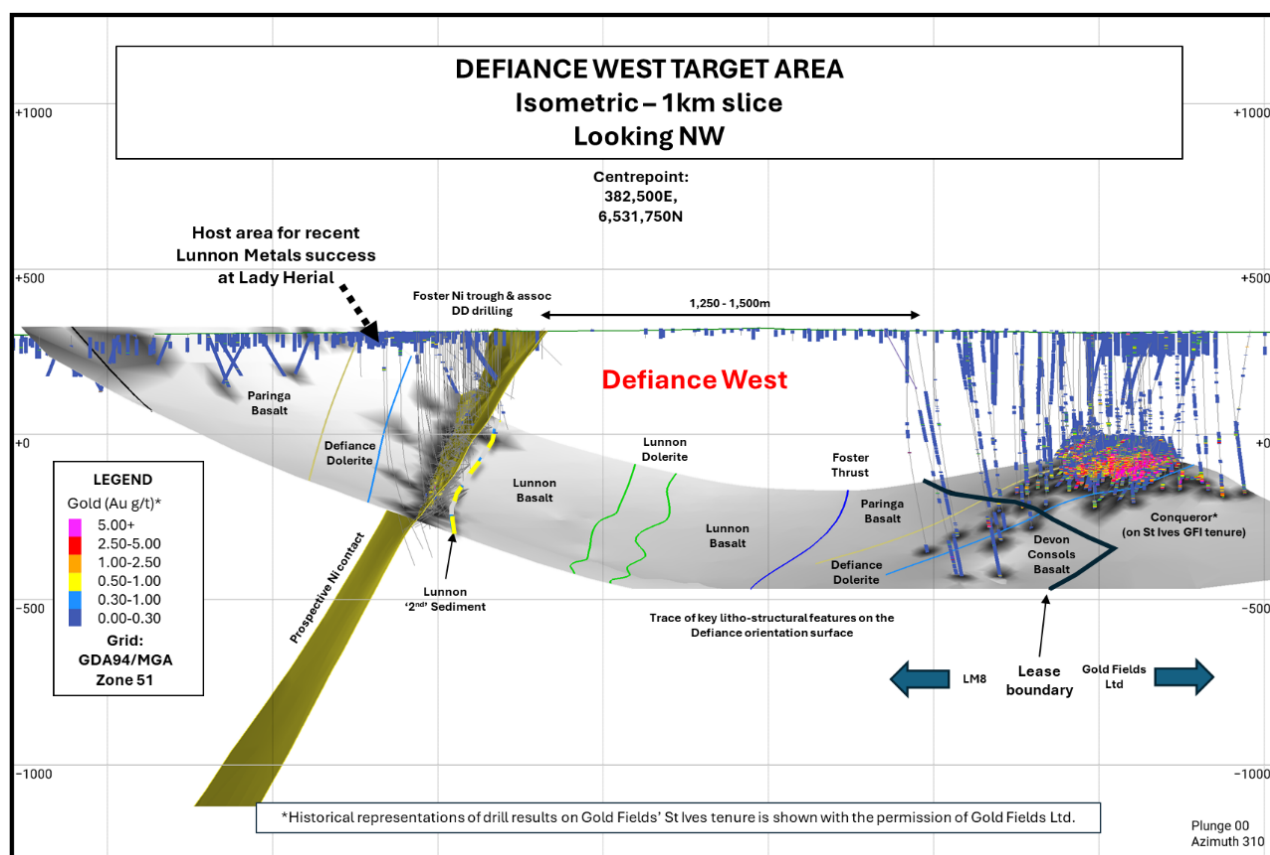 DEFIANCE WEST TARGET AREA
Isometric – 1km slice
Looking NW
+1000
+1000
Centrepoint:
382,500E,
6,531,750N
Host area for recent
Lunnon Metals success
at Lady Herial
+500
+500
Foster Ni trough & assoc
DD drilling
1,250 - 1,500m
Defiance West
Paringa
Basalt
Defiance
Dolerite
+0
+0
Lunnon
Dolerite
Foster
Thrust
Lunnon
Basalt
Lunnon
Basalt
Paringa
Basalt
Defiance
Dolerite
Devon
Consols
Basalt
Conqueror*
(on St Ives GFI tenure)
LEGEND
Gold (Au g/t)*
5.00+
2.50-5.00
1.00-2.50
0.50-1.00
0.30-1.00
0.00-0.30
Grid:
GDA94/MGA
Zone 51
Prospective Ni contact
Lunnon
‘2nd’ Sediment
-500
-500
Trace of key litho-structural features on the
Defiance orientation surface
LM8
Lease
boundary
Gold Fields
Ltd
-1000
-1000
*Historical representations of drill results on Gold Fields’ St Ives tenure is shown with the permission of Gold Fields Ltd.
Plunge 00
Azimuth 310